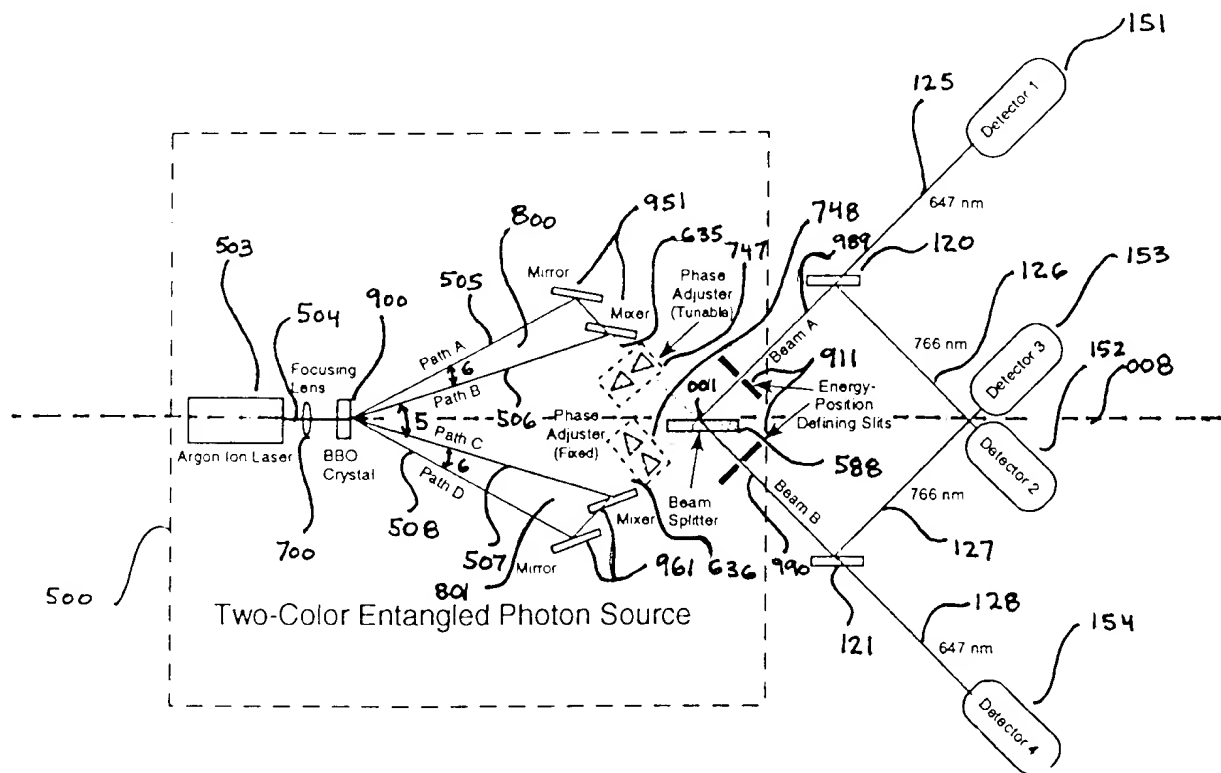 151
Detector 1
125
647 nm
120
951
800
635
748
747
989
153
503
900
505
Mirror
Phase
Adjuster
(Tunable)
126
504
Mixer
766 nm
Detector 3
152
008
Focusing
Lens
Path A
6
Path B
Beam A
911
0011
Energy-
Position
Defining Slits
5
506
Phase
Adjuster
(Fixed)
Argon Ion Laser
BBO
Crystal
Path C
6
Path D
588
Detector 2
766 nm
700
508
507
Mixer
Beam
Splitter
Beam B
127
801
Mirror
961
636
990
500
Two-Color Entangled Photon Source
121
128
154
647 nm
Detector 4